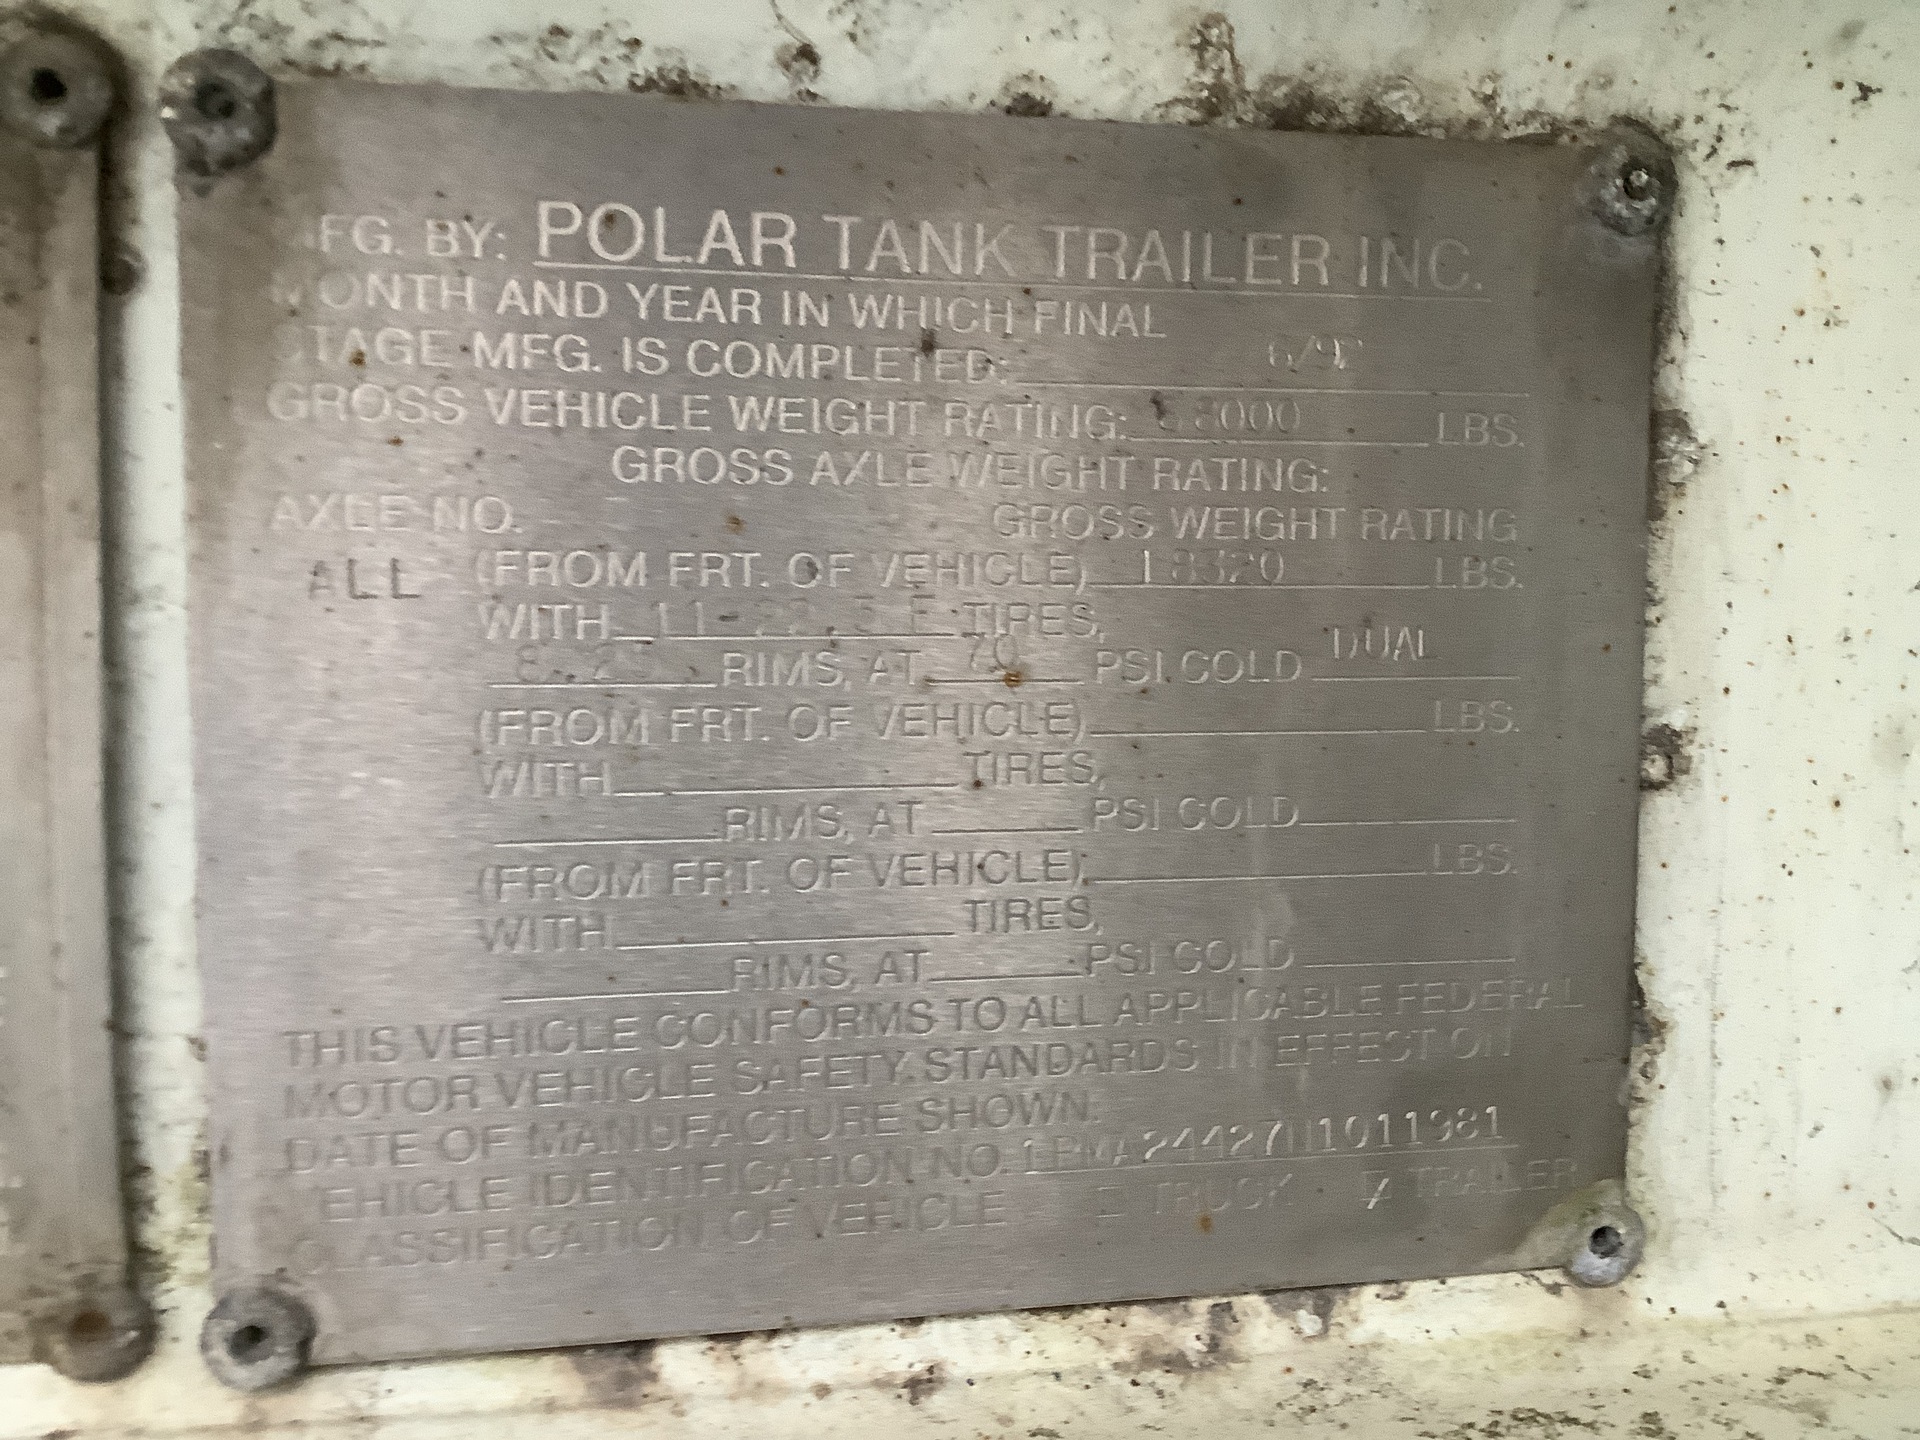 MFG. BY: POLAR TANK TRAILER INC.
MONTH AND YEAR IN WHICH FINAL
STAGE MFG. IS COMPLETED:
GROSS VEHICLE WEIGHT RATING: LBS.
GROSS AXLE WEIGHT RATING:
AXLE NO. GROSS WEIGHT RATING
ALL (FROM FRT. OF VEHICLE) 18320 LBS.
WITH TIRES,
8.25 RIMS, AT 70 PSI COLD DUAL
(FROM FRT. OF VEHICLE) LBS.
WITH TIRES,
RIMS, AT PSI COLD
(FROM FRT. OF VEHICLE) LBS.
WITH TIRES,
RIMS, AT PSI COLD
THIS VEHICLE CONFORMS TO ALL APPLICABLE FEDERAL
MOTOR VEHICLE SAFETY STANDARDS IN EFFECT ON
DATE OF MANUFACTURE SHOWN.
VEHICLE IDENTIFICATION NO.
CLASSIFICATION OF VEHICLE TRUCK TRAILER